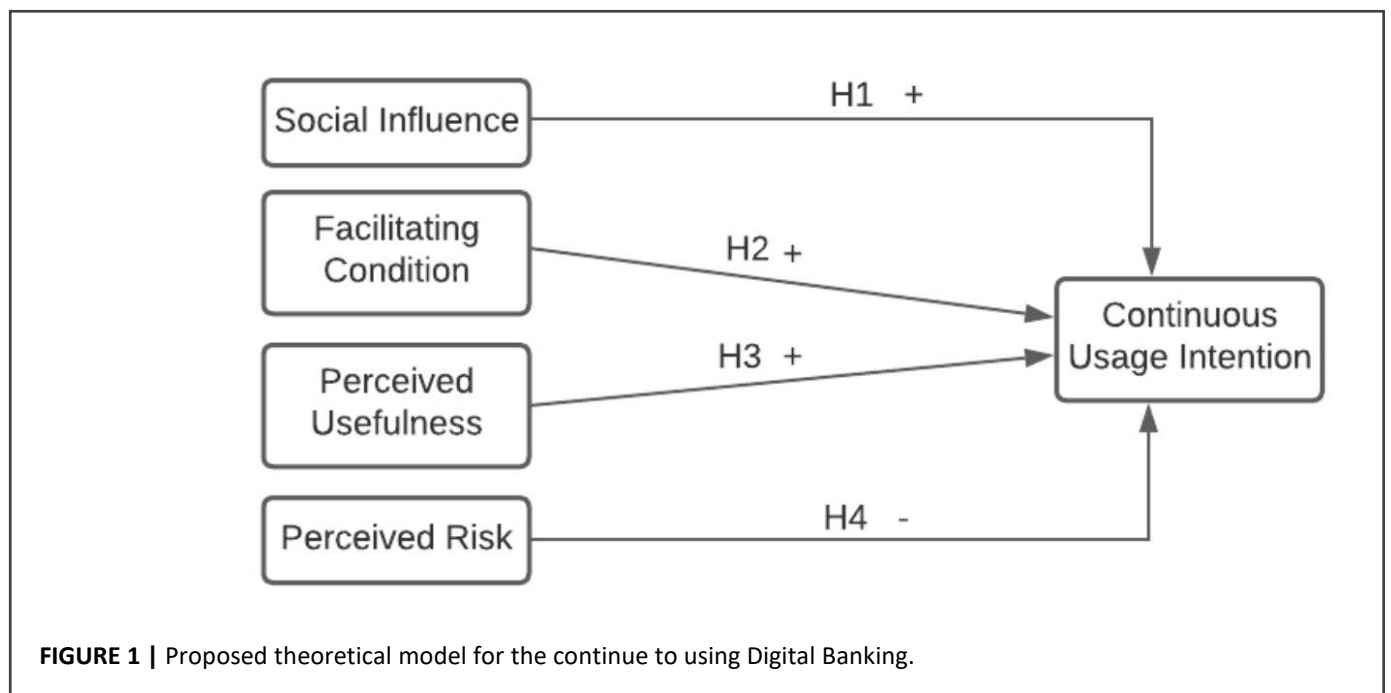 Social Influence
H1 +
Facilitating
Condition
H2 +
Perceived
Usefulness
H3 +
Perceived Risk
H4 -
Continuous
Usage Intention
FIGURE 1 | Proposed theoretical model for the continue to using Digital Banking.